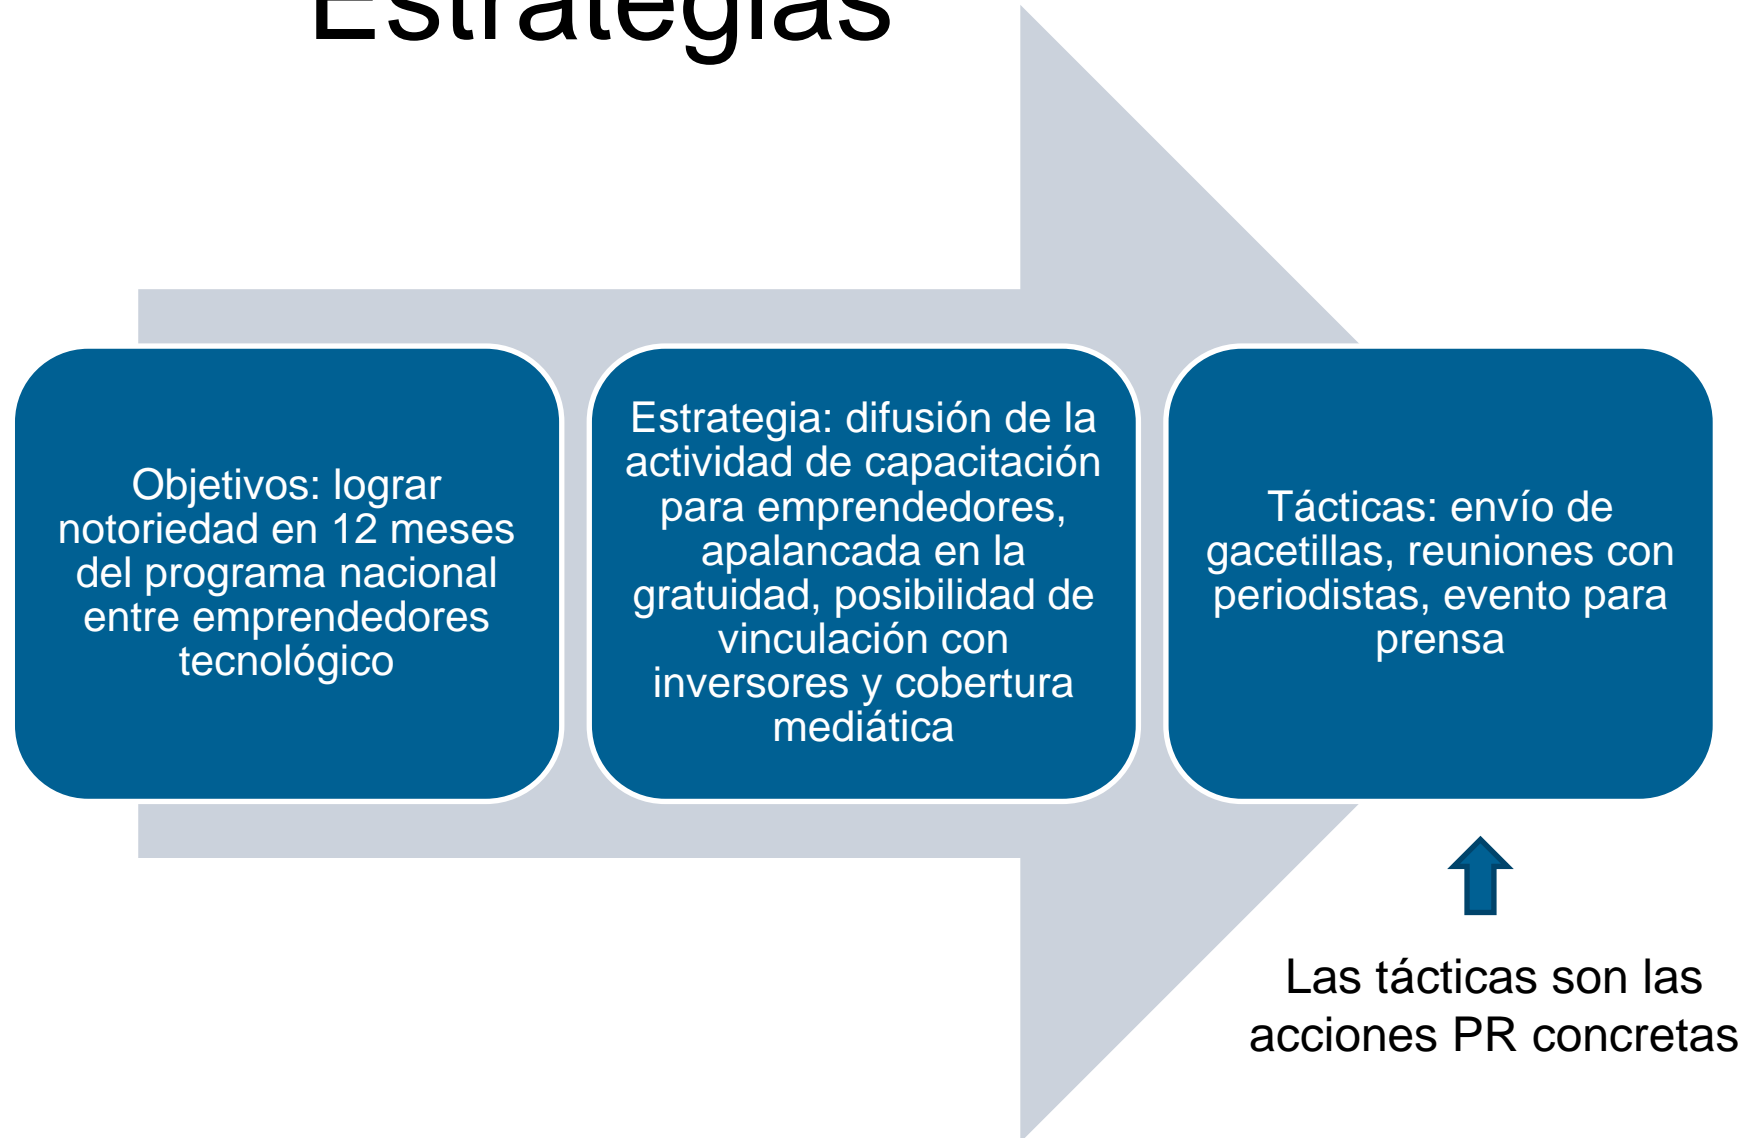 Estrategias
Objetivos: lograr
notoriedad en 12 meses
del programa nacional
entre emprendedores
tecnológico
Estrategia: difusión de la
actividad de capacitación
para emprendedores,
apalancada en la
gratuidad, posibilidad de
vinculación con
inversores y cobertura
mediática
Tácticas: envío de
gacetillas, reuniones con
periodistas, evento para
prensa
Las tácticas son las
acciones PR concretas